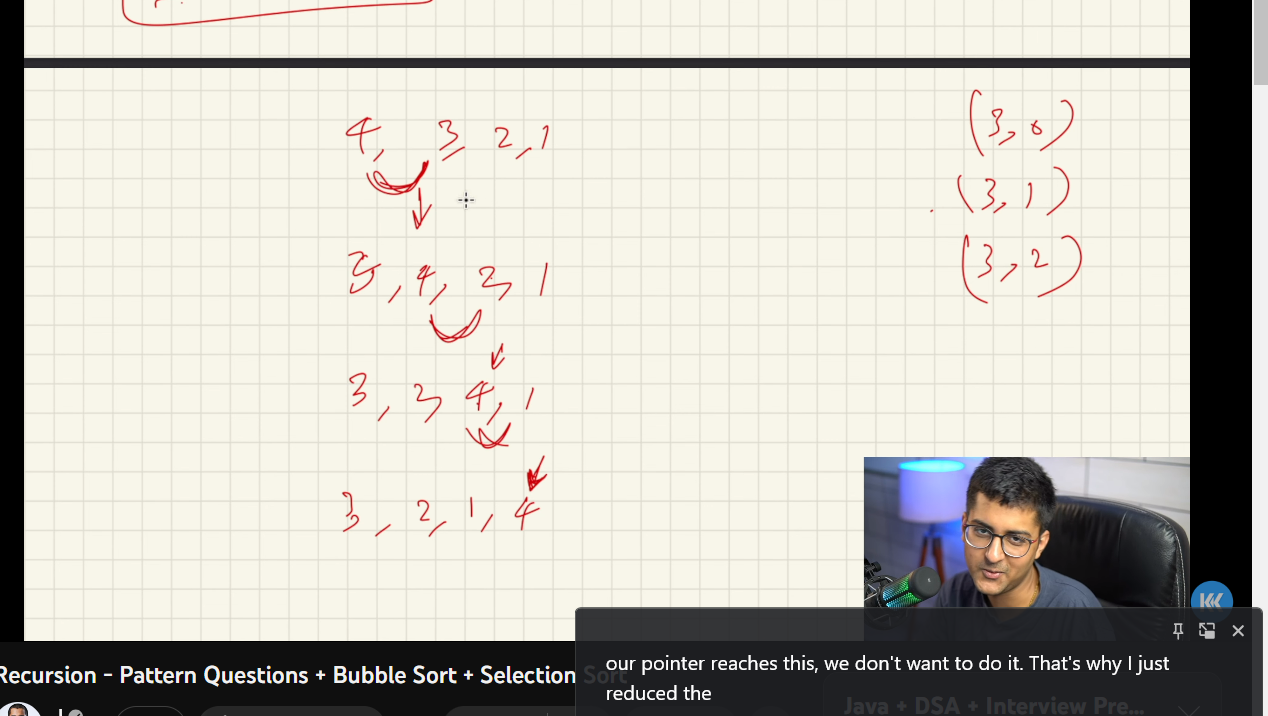 4, 3, 2, 1
(3, 0)
(3, 1)
3, 4, 2, 1
(3, 2)
3, 2, 4, 1
3, 2, 1, 4
our pointer reaches this, we don't want to do it. That's why I just
reduced the
Recursion - Pattern Questions + Bubble Sort + Selection Sort
Java + DSA + Interview Pre...